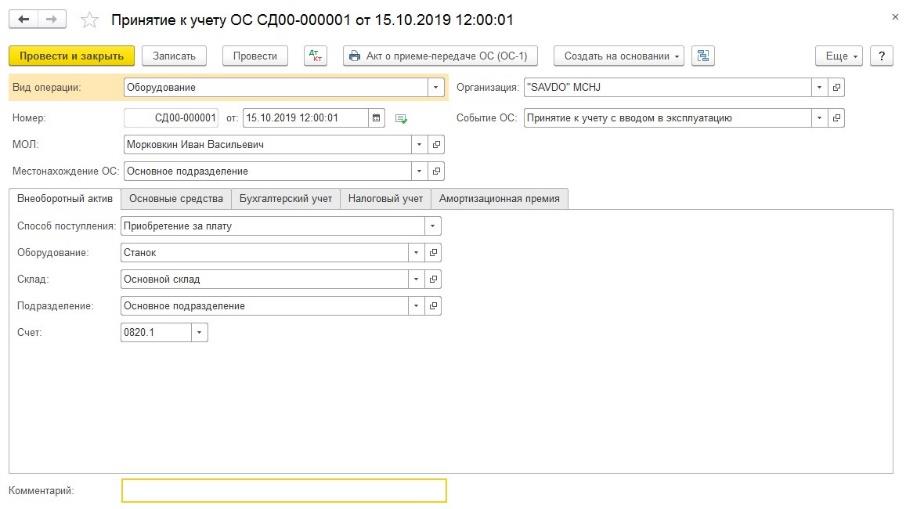 Принятие к учету ОС СД00-000001 от 15.10.2019 12:00:01
Провести и закрыть Записать Провести Дт Кт Акт о приеме-передаче ОС (ОС-1) Создать на основании Еще ?
Вид операции: Оборудование Организация: "SAVDO" MCHJ
Номер: СД00-000001 от: 15.10.2019 12:00:01 Событие ОС: Принятие к учету с вводом в эксплуатацию
МОЛ: Морковкин Иван Васильевич
Местонахождение ОС: Основное подразделение
Внеоборотный актив Основные средства Бухгалтерский учет Налоговый учет Амортизационная премия
Способ поступления: Приобретение за плату
Оборудование: Станок
Склад: Основной склад
Подразделение: Основное подразделение
Счет: 0820.1
Комментарий: